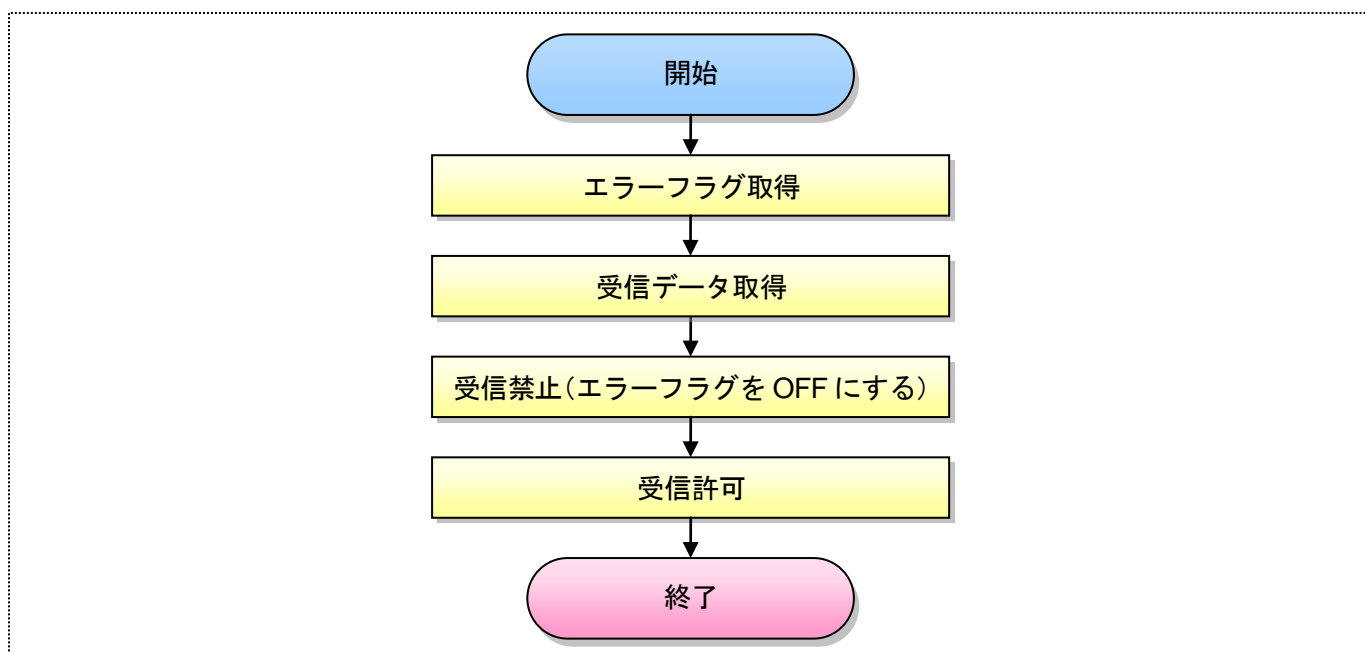 開始
エラーフラグ取得
受信データ取得
受信禁止（エラーフラグを OFF にする）
受信許可
終了